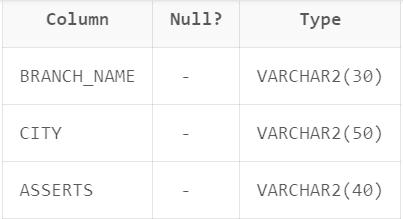 Column Null? Type
BRANCH_NAME - VARCHAR2(30)
CITY - VARCHAR2(50)
ASSERTS - VARCHAR2(40)